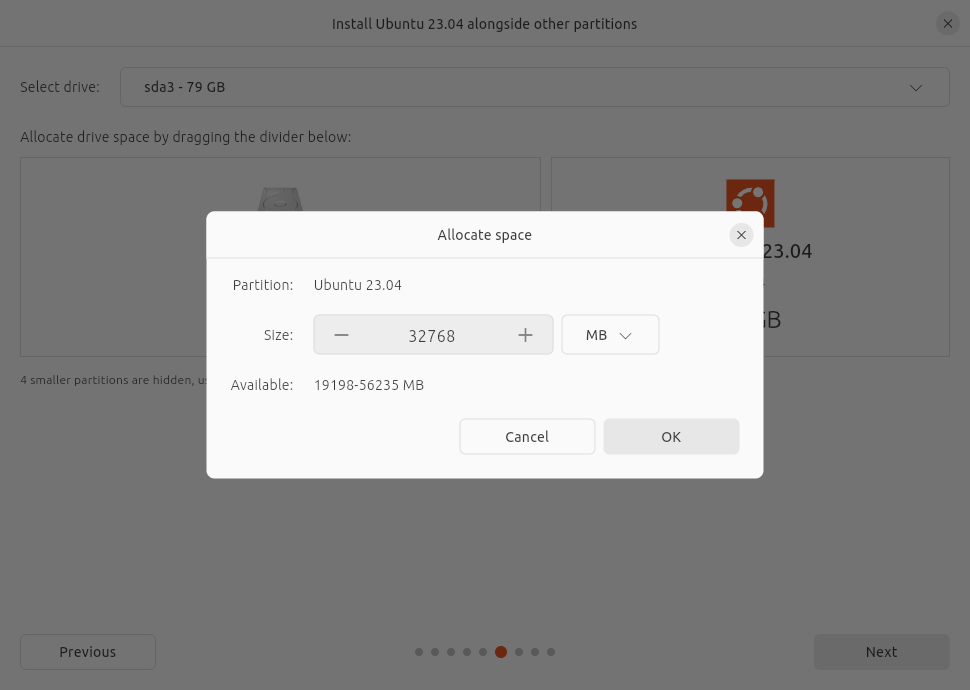 Install Ubuntu 23.04 alongside other partitions
Select drive: sda3 - 79 GB
Allocate drive space by dragging the divider below:
23.04
GB
4 smaller partitions are hidden,
Allocate space
Partition: Ubuntu 23.04
Size: 32768 MB
Available: 19198-56235 MB
Cancel OK
Previous Next